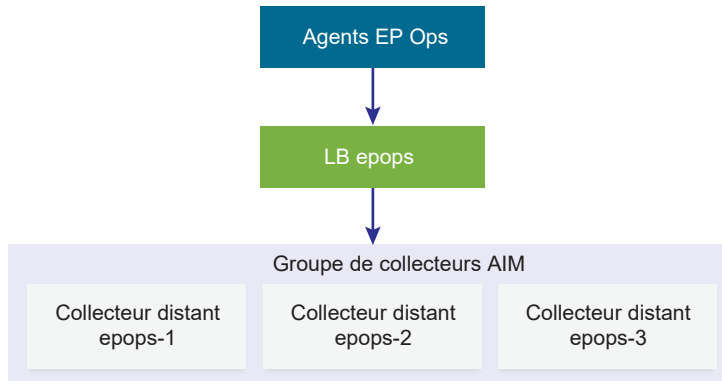 Agents EP Ops
LB epops
Groupe de collecteurs AIM
Collecteur distant
epops-1
Collecteur distant
epops-2
Collecteur distant
epops-3